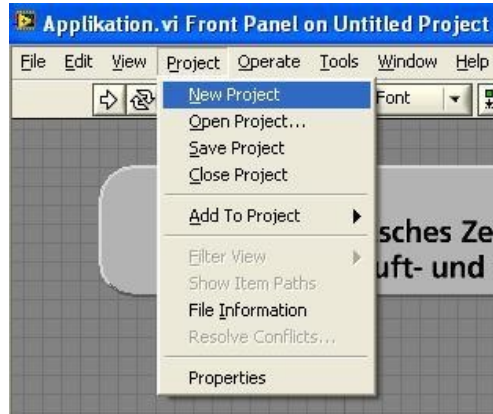 Applikation.vi Front Panel on Untitled Project
File Edit View Project Operate Tools Window Help
Font
New Project
Open Project...
Save Project
Close Project
Add To Project
Filter View
Show Item Paths
File Information
Resolve Conflicts...
Properties
sches Ze
uft- und